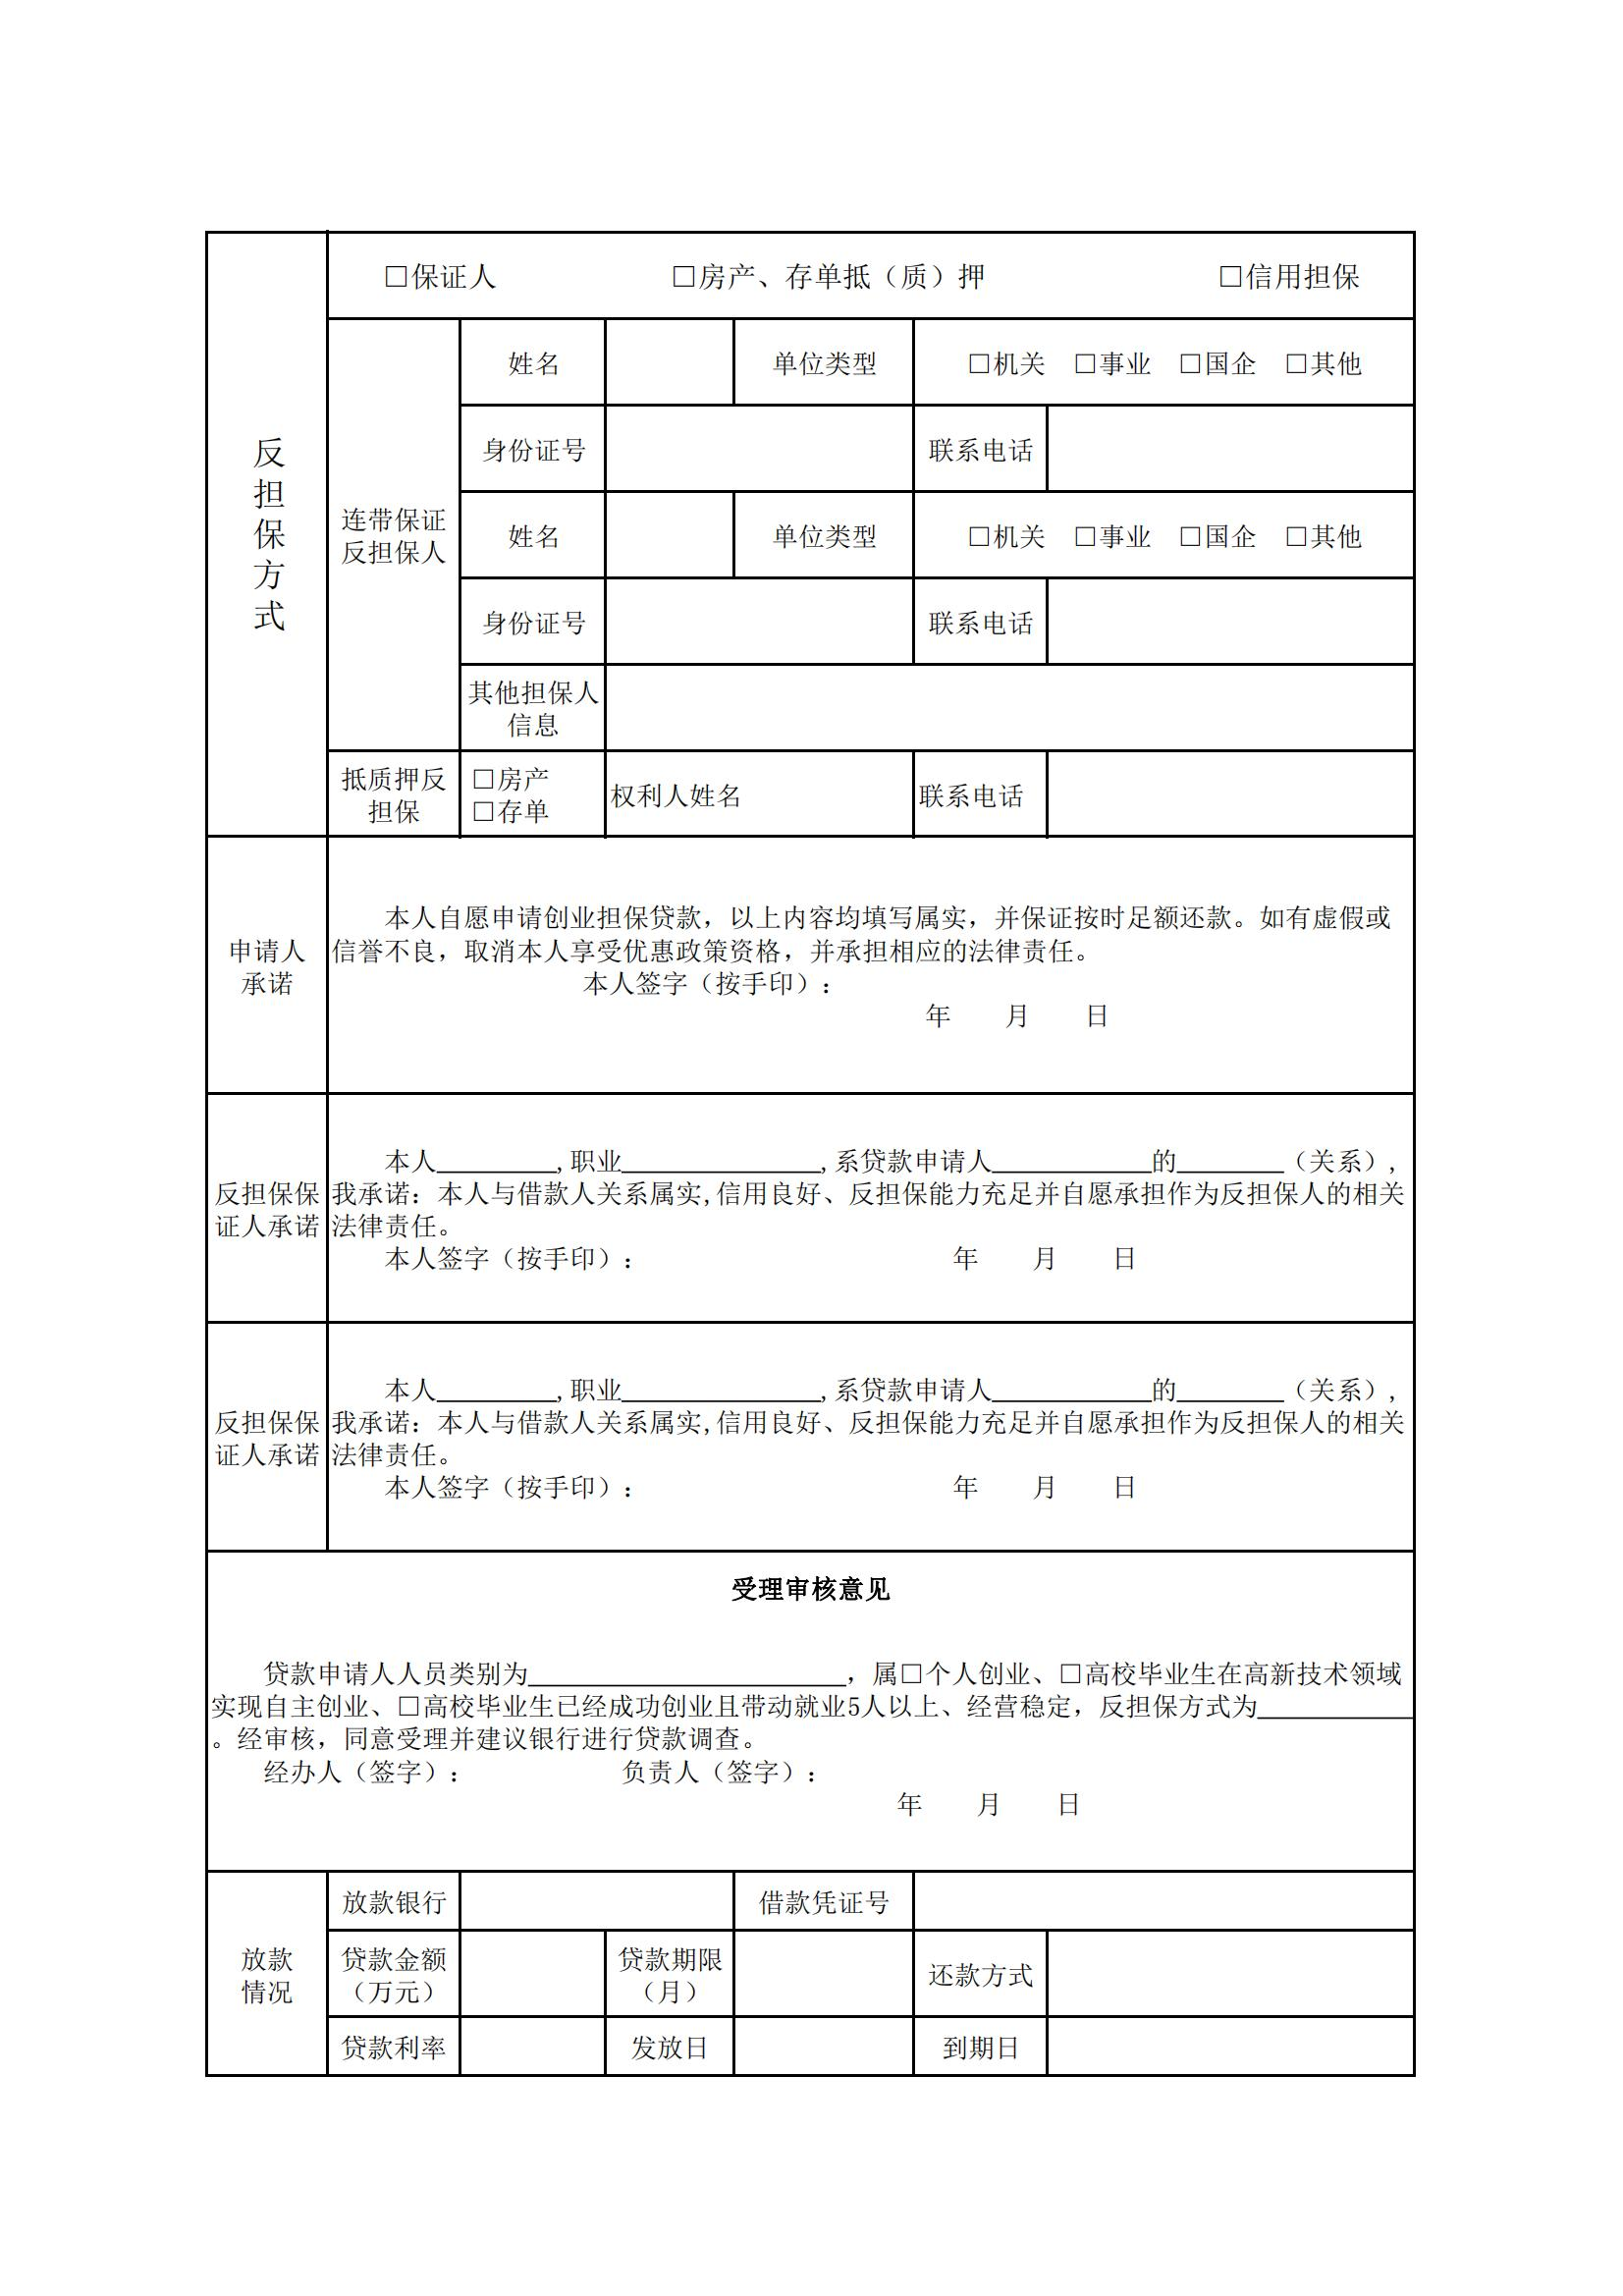 反担保方式
□保证人 □房产、存单抵（质）押 □信用担保
连带保证
反担保人
姓名 单位类型 □机关 □事业 □国企 □其他
身份证号 联系电话
姓名 单位类型 □机关 □事业 □国企 □其他
身份证号 联系电话
其他担保人
信息
抵质押反
担保
□房产
□存单
权利人姓名 联系电话
申请人
承诺
本人自愿申请创业担保贷款，以上内容均填写属实，并保证按时足额还款。如有虚假或
信誉不良，取消本人享受优惠政策资格，并承担相应的法律责任。
本人签字（按手印）：
年 月 日
反担保保
证人承诺
本人_________,职业_______________,系贷款申请人____________的________（关系），
我承诺：本人与借款人关系属实,信用良好、反担保能力充足并自愿承担作为反担保人的相关
法律责任。
本人签字（按手印）： 年 月 日
反担保保
证人承诺
本人_________,职业_______________,系贷款申请人____________的________（关系），
我承诺：本人与借款人关系属实,信用良好、反担保能力充足并自愿承担作为反担保人的相关
法律责任。
本人签字（按手印）： 年 月 日
受理审核意见
贷款申请人人员类别为________________________，属□个人创业、□高校毕业生在高新技术领域
实现自主创业、□高校毕业生已经成功创业且带动就业5人以上、经营稳定，反担保方式为____________
。经审核，同意受理并建议银行进行贷款调查。
经办人（签字）： 负责人（签字）：
年 月 日
放款
情况
放款银行 借款凭证号
贷款金额
（万元）
贷款期限
（月）
还款方式
贷款利率 发放日 到期日